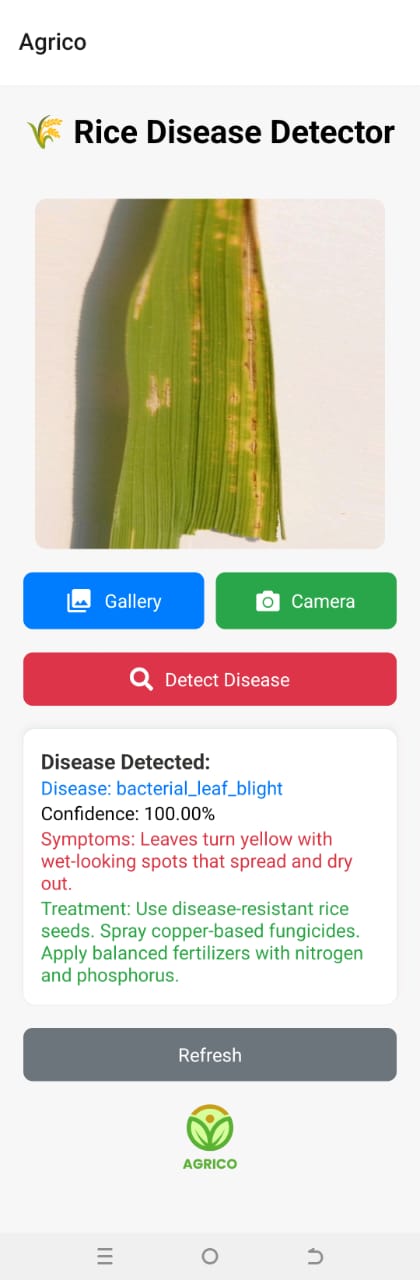 Agrico
🌾 Rice Disease Detector
Gallery
Camera
Detect Disease
Disease Detected:
Disease: bacterial_leaf_blight
Confidence: 100.00%
Symptoms: Leaves turn yellow with
wet-looking spots that spread and dry
out.
Treatment: Use disease-resistant rice
seeds. Spray copper-based fungicides.
Apply balanced fertilizers with nitrogen
and phosphorus.
Refresh
AGRICO